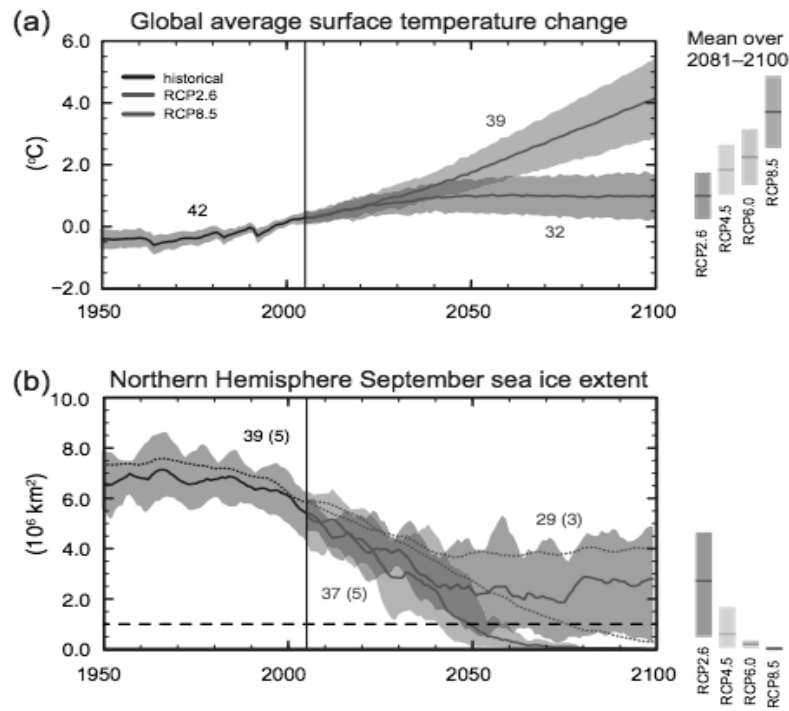 (a) Global average surface temperature change
6.0
4.0
2.0
0.0
−2.0
(ºC)
historical
RCP2.6
RCP8.5
42
39
32
1950 2000 2050 2100
Mean over
2081–2100
RCP2.6
RCP4.5
RCP6.0
RCP8.5
(b) Northern Hemisphere September sea ice extent
10.0
8.0
6.0
4.0
2.0
0.0
(10⁶ km²)
39 (5)
29 (3)
37 (5)
1950 2000 2050 2100
RCP2.6
RCP4.5
RCP6.0
RCP8.5